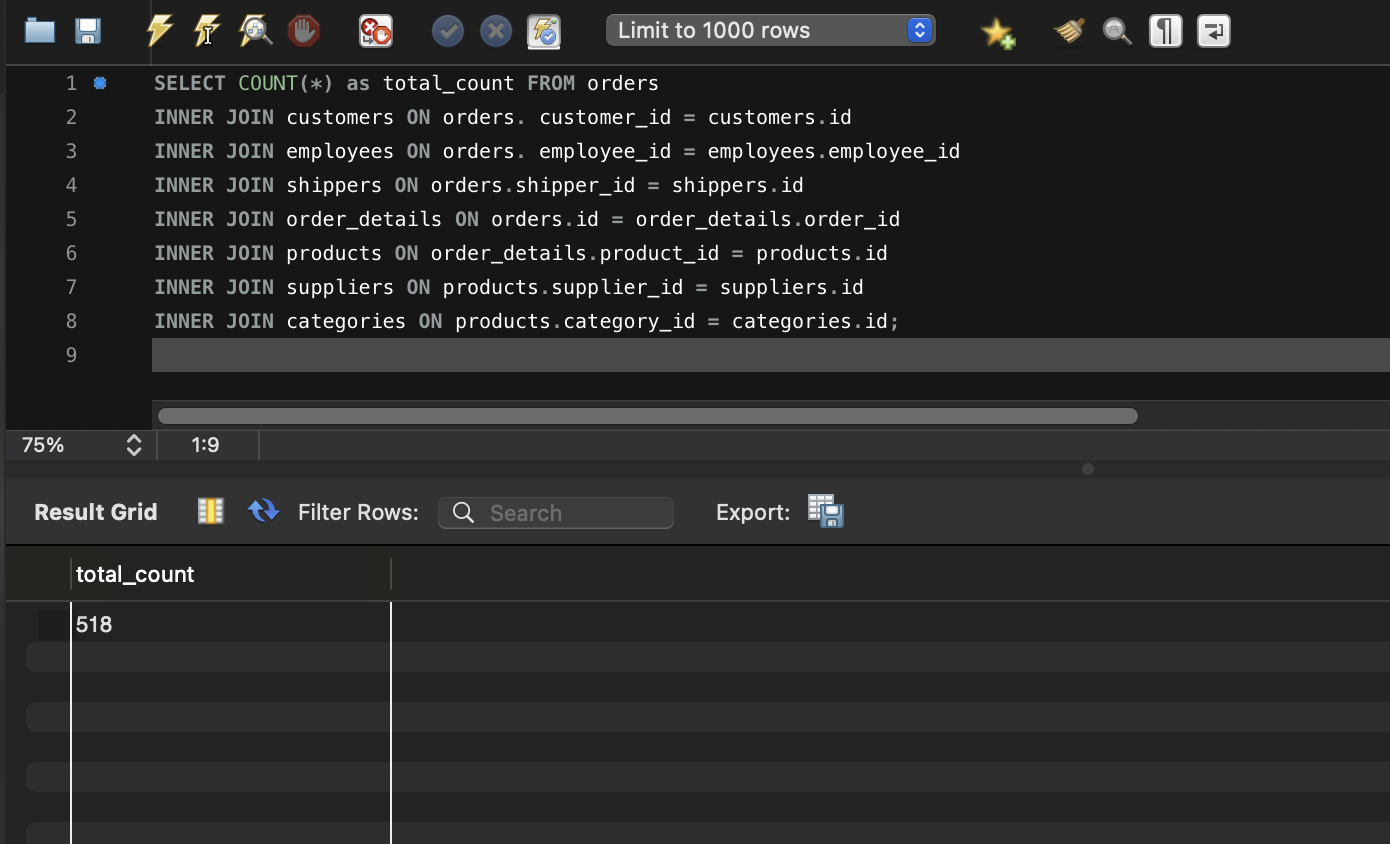 Limit to 1000 rows
1 SELECT COUNT(*) as total_count FROM orders
2 INNER JOIN customers ON orders. customer_id = customers.id
3 INNER JOIN employees ON orders. employee_id = employees.employee_id
4 INNER JOIN shippers ON orders.shipper_id = shippers.id
5 INNER JOIN order_details ON orders.id = order_details.order_id
6 INNER JOIN products ON order_details.product_id = products.id
7 INNER JOIN suppliers ON products.supplier_id = suppliers.id
8 INNER JOIN categories ON products.category_id = categories.id;
9
75% 1:9
Result Grid Filter Rows: Search Export:
total_count
518